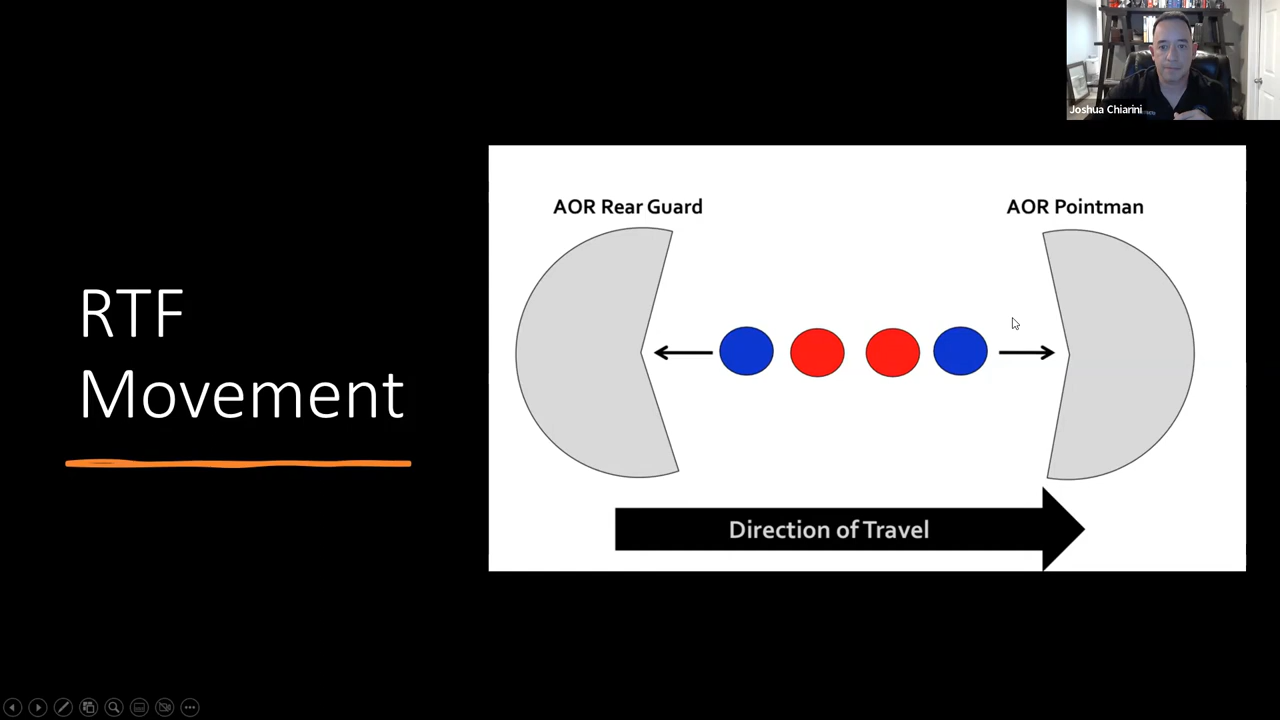 Joshua Chiarini
RTF
Movement
AOR Rear Guard
AOR Pointman
Direction of Travel